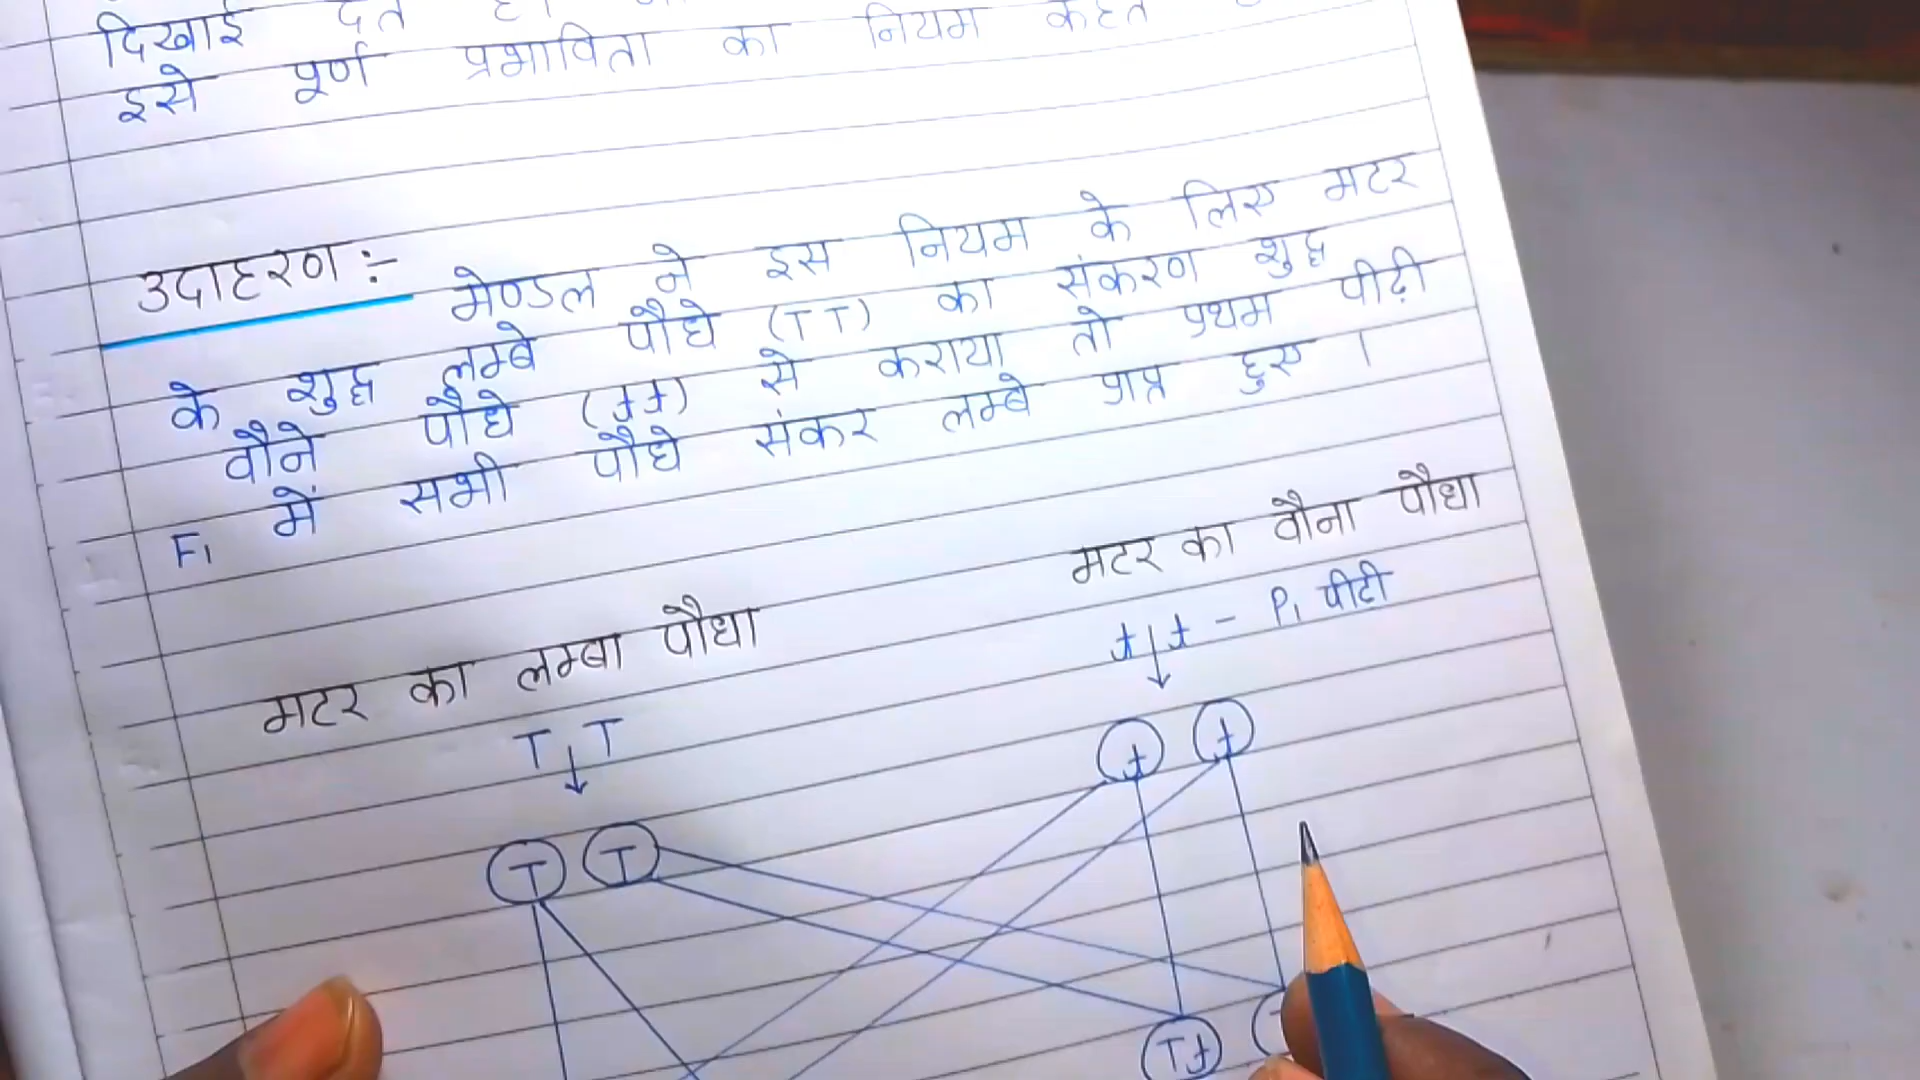 दिखाई देते है।
इसे पूर्ण प्रभाविता का नियम कहते
उदाहरण :- मेण्डल ने इस नियम के लिए मटर
के शुद्ध लम्बे पौधे (TT) का संकरण शुद्ध
वौने पौधे (tt) से कराया तो प्रथम पीढ़ी
F1 में सभी पौधे संकर लम्बे प्राप्त हुए ।
मटर का लम्बा पौधा मटर का वौना पौधा
T T t t - P1 पीढी
T T t t
Tt